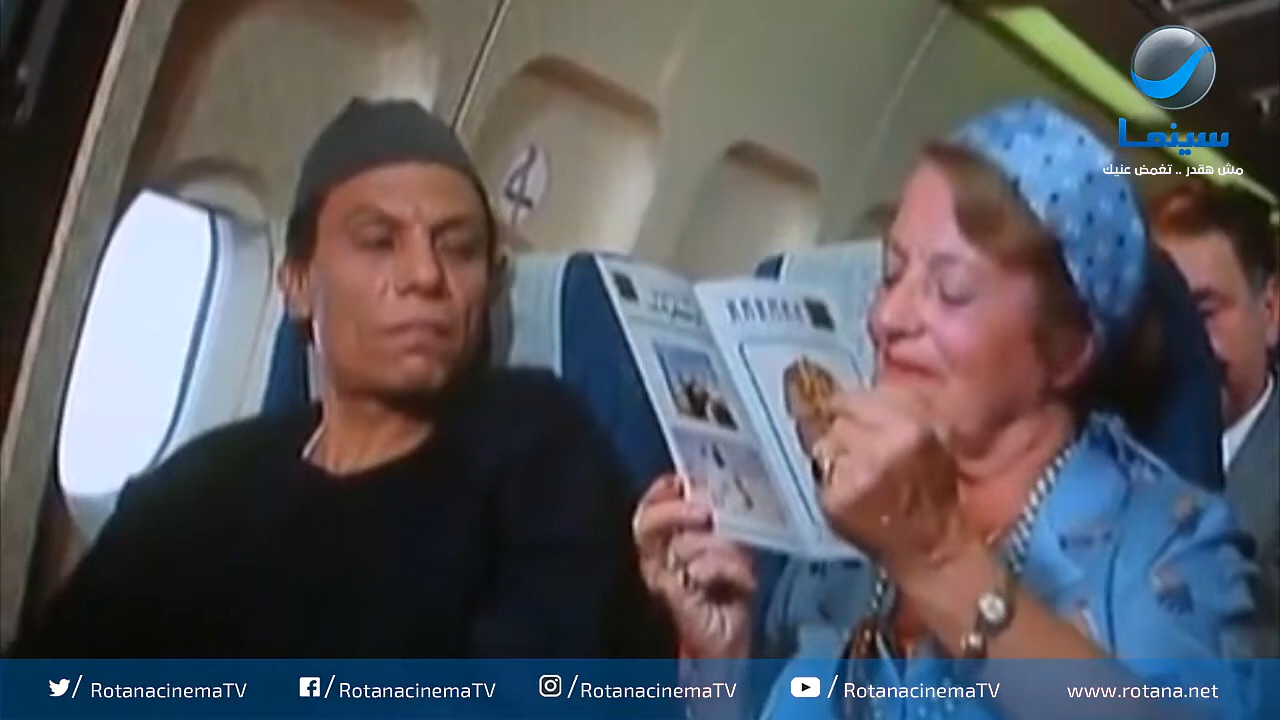 سينما
مش هقدر .. تغمض عنيك
4
/ RotanacinemaTV
/RotanacinemaTV
/RotanacinemaTV
/ RotanacinemaTV
www.rotana.net